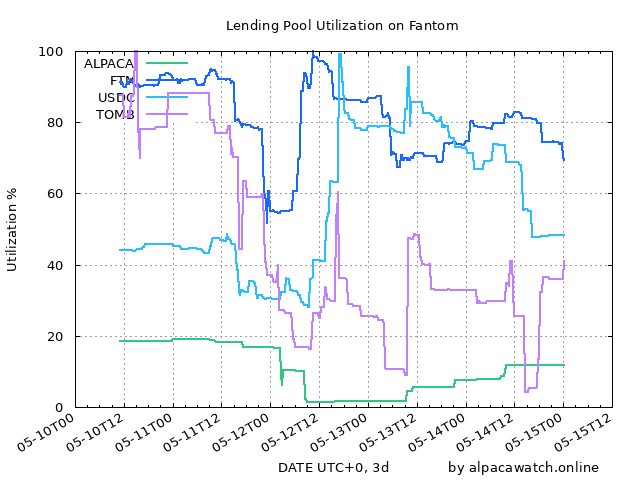 Lending Pool Utilization on Fantom
100
80
60
40
20
0
Utilization %
ALPACA
FTM
USDC
TOMB
05-10T00
05-10T12
05-11T00
05-11T12
05-12T00
05-12T12
05-13T00
05-13T12
05-14T00
05-14T12
05-15T00
05-15T12
DATE UTC+0, 3d
by alpacawatch.online